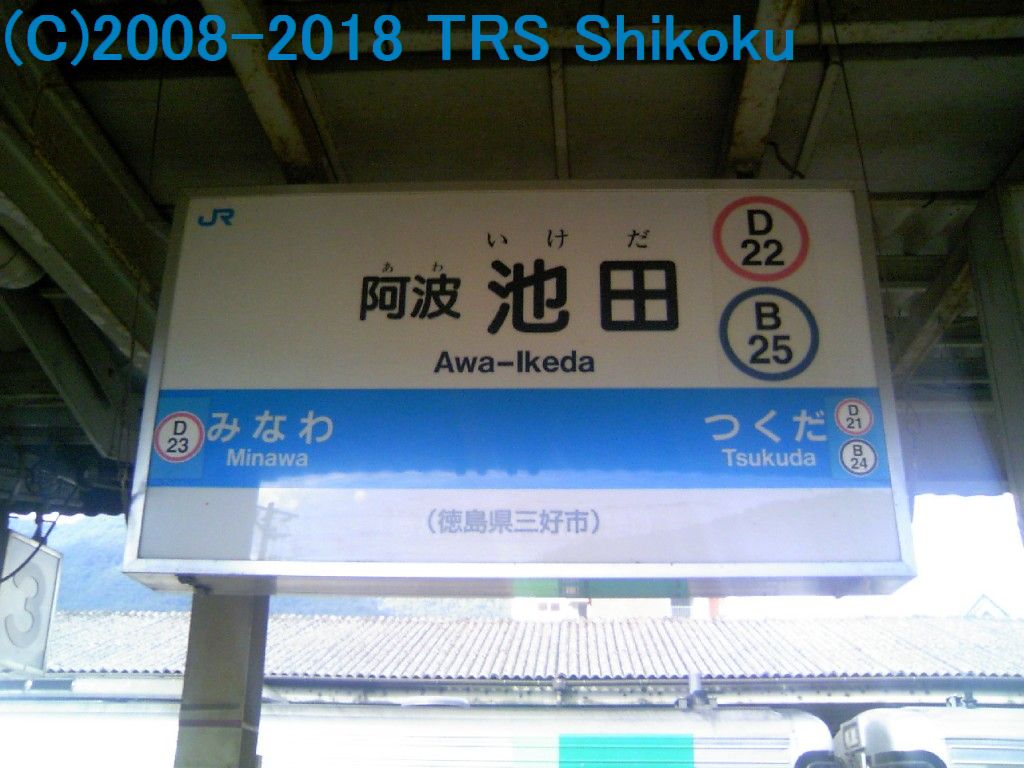 (C)2008-2018 TRS Shikoku
JR
いけだ
あわ
阿波 池田
Awa-Ikeda
D
22
B
25
D
23
みなわ
Minawa
つくだ
Tsukuda
D
21
B
24
(徳島県三好市)
3